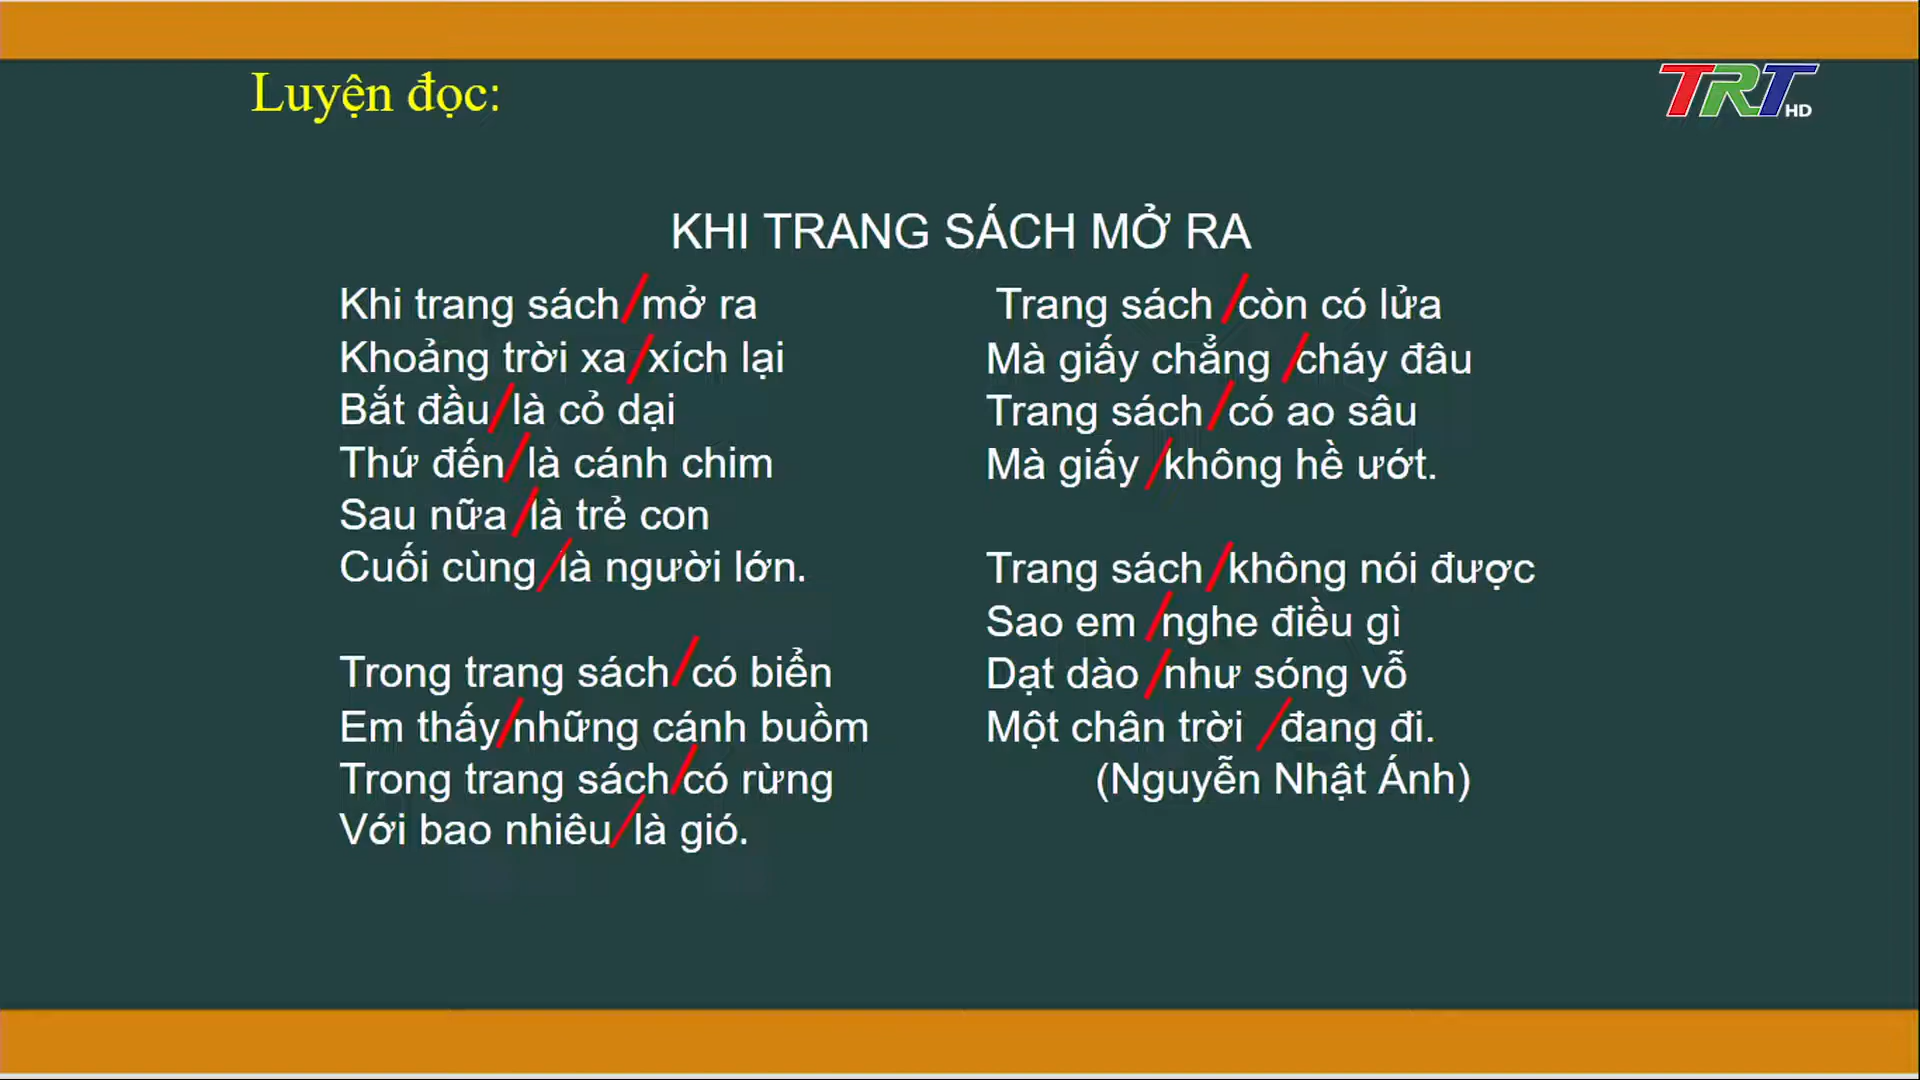 Luyện đọc:
TRT HD
KHI TRANG SÁCH MỞ RA
Khi trang sách / mở ra
Khoảng trời xa / xích lại
Bắt đầu / là cỏ dại
Thứ đến / là cánh chim
Sau nữa / là trẻ con
Cuối cùng / là người lớn.
Trong trang sách / có biển
Em thấy / những cánh buồm
Trong trang sách / có rừng
Với bao nhiêu / là gió.
Trang sách / còn có lửa
Mà giấy chẳng / cháy đâu
Trang sách / có ao sâu
Mà giấy / không hề ướt.
Trang sách / không nói được
Sao em / nghe điều gì
Dạt dào / như sóng vỗ
Một chân trời / đang đi.
(Nguyễn Nhật Ánh)